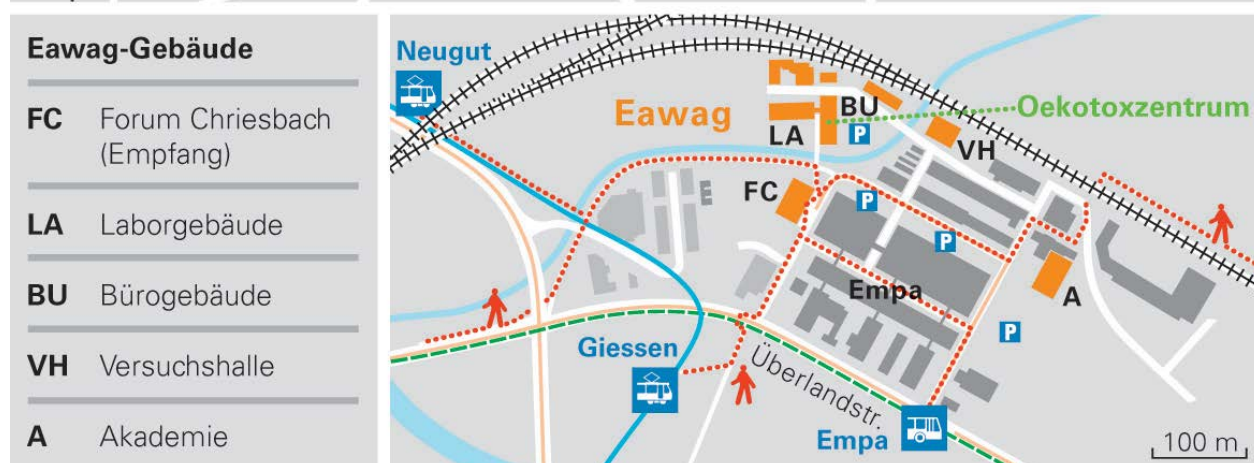 Eawag-Gebäude
FC Forum Chriesbach
(Empfang)
LA Laborgebäude
BU Bürogebäude
VH Versuchshalle
A Akademie
Neugut
Eawag
BU
Oekotoxzentrum
LA
P
VH
FC
P
P
Empa
A
P
Giessen
Überlandstr.
Empa
100 m